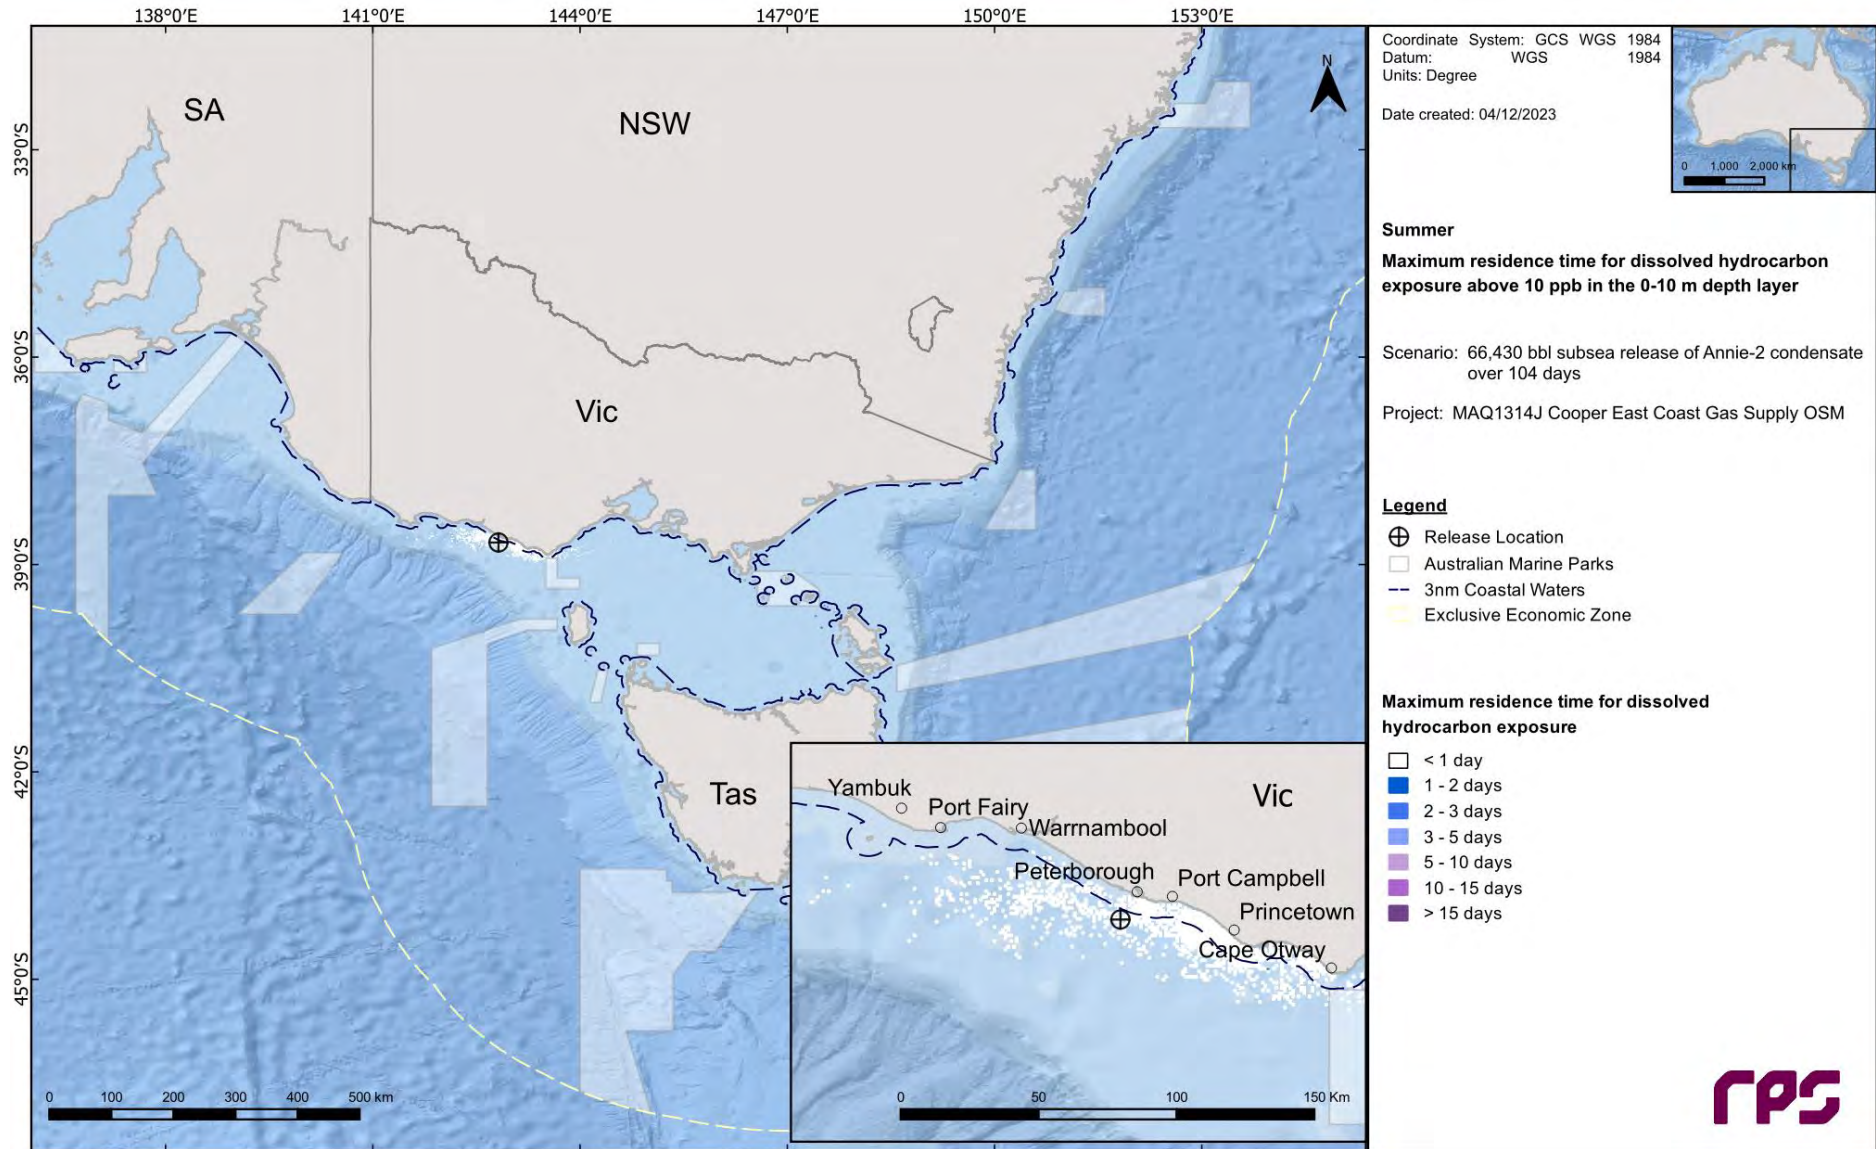 138°0'E 141°0'E 144°0'E 147°0'E 150°0'E 153°0'E
33°0'S
36°0'S
39°0'S
42°0'S
45°0'S
SA
NSW
Vic
Tas
N
0 100 200 300 400 500 km
Yambuk
Port Fairy
Warrnambool
Vic
Peterborough
Port Campbell
Princetown
Cape Otway
0 50 100 150 Km
Coordinate System: GCS WGS 1984
Datum: WGS 1984
Units: Degree
Date created: 04/12/2023
0 1,000 2,000 km
Summer
Maximum residence time for dissolved hydrocarbon
exposure above 10 ppb in the 0-10 m depth layer
Scenario: 66,430 bbl subsea release of Annie-2 condensate
over 104 days
Project: MAQ1314J Cooper East Coast Gas Supply OSM
Legend
Release Location
Australian Marine Parks
3nm Coastal Waters
Exclusive Economic Zone
Maximum residence time for dissolved
hydrocarbon exposure
< 1 day
1 - 2 days
2 - 3 days
3 - 5 days
5 - 10 days
10 - 15 days
> 15 days
rps